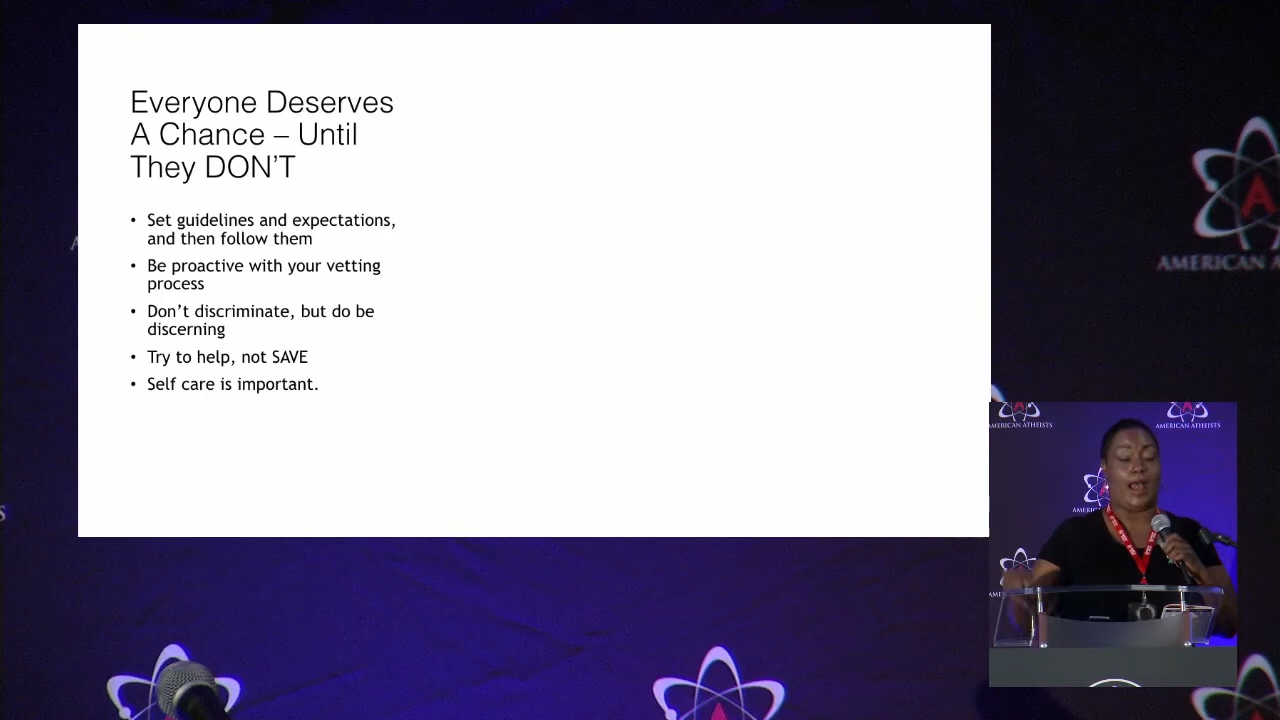 Everyone Deserves
A Chance – Until
They DON'T
• Set guidelines and expectations,
and then follow them
• Be proactive with your vetting
process
• Don't discriminate, but do be
discerning
• Try to help, not SAVE
• Self care is important.
A
AMERICAN A
AMERICAN ATHEISTS
AMERICAN ATHEISTS